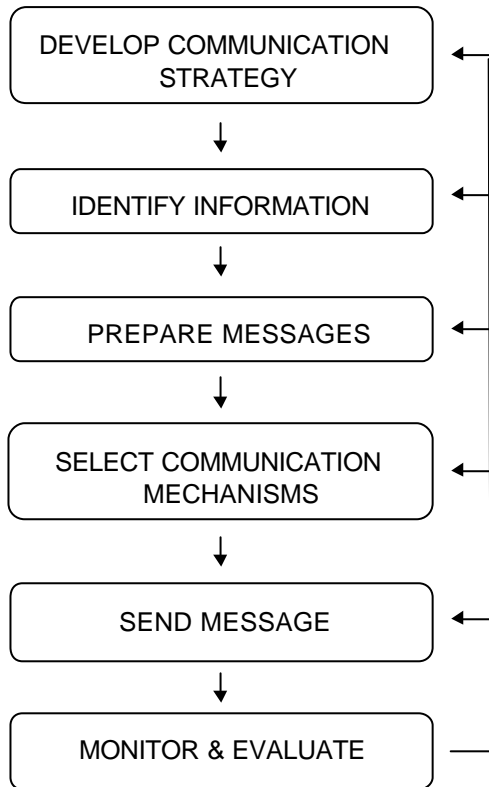 DEVELOP COMMUNICATION
STRATEGY
IDENTIFY INFORMATION
PREPARE MESSAGES
SELECT COMMUNICATION
MECHANISMS
SEND MESSAGE
MONITOR & EVALUATE